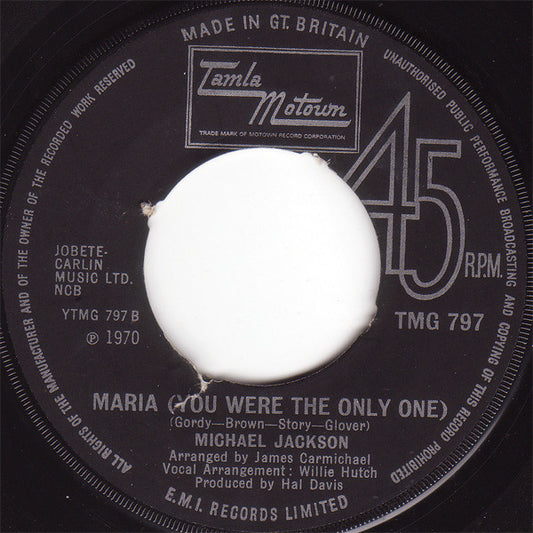 MADE IN GT. BRITAIN
UNAUTHORISED PUBLIC PERFORMANCE BROADCASTING AND COPYING OF THIS RECORD PROHIBITED
ALL RIGHTS OF THE MANUFACTURER AND OF THE OWNER OF THE RECORDED WORK RESERVED
Tamla
Motown
TRADE MARK OF MOTOWN RECORD CORPORATION
45
R.P.M.
JOBETE-
CARLIN
MUSIC LTD.
NCB
YTMG 797 B
Ⓟ 1970
TMG 797
MARIA (YOU WERE THE ONLY ONE)
(Gordy—Brown—Story—Glover)
MICHAEL JACKSON
Arranged by James Carmichael
Vocal Arrangement: Willie Hutch
Produced by Hal Davis
E.M.I. RECORDS LIMITED